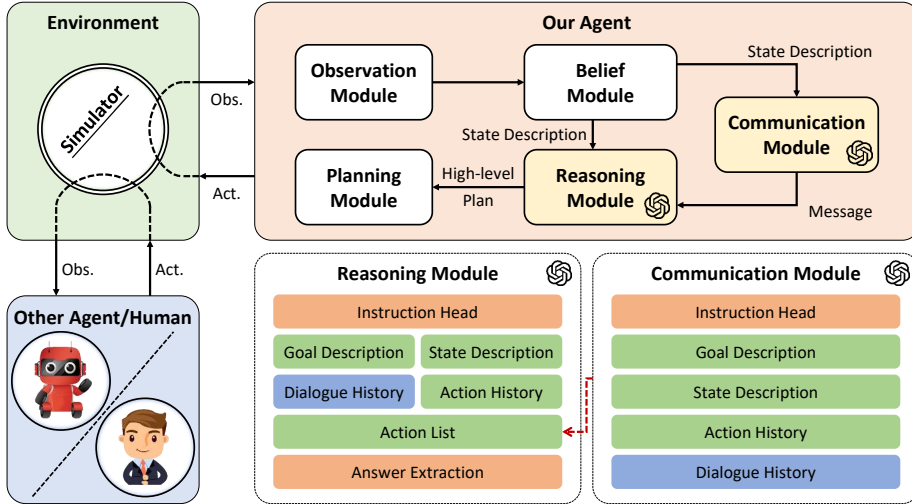 Environment
Simulator
Obs.
Act.
Obs.
Act.
Other Agent/Human
Our Agent
Observation
Module
Belief
Module
State Description
State Description
Communication
Module
Planning
Module
High-level
Plan
Reasoning
Module
Message
Reasoning Module
Instruction Head
Goal Description
State Description
Dialogue History
Action History
Action List
Answer Extraction
Communication Module
Instruction Head
Goal Description
State Description
Action History
Dialogue History